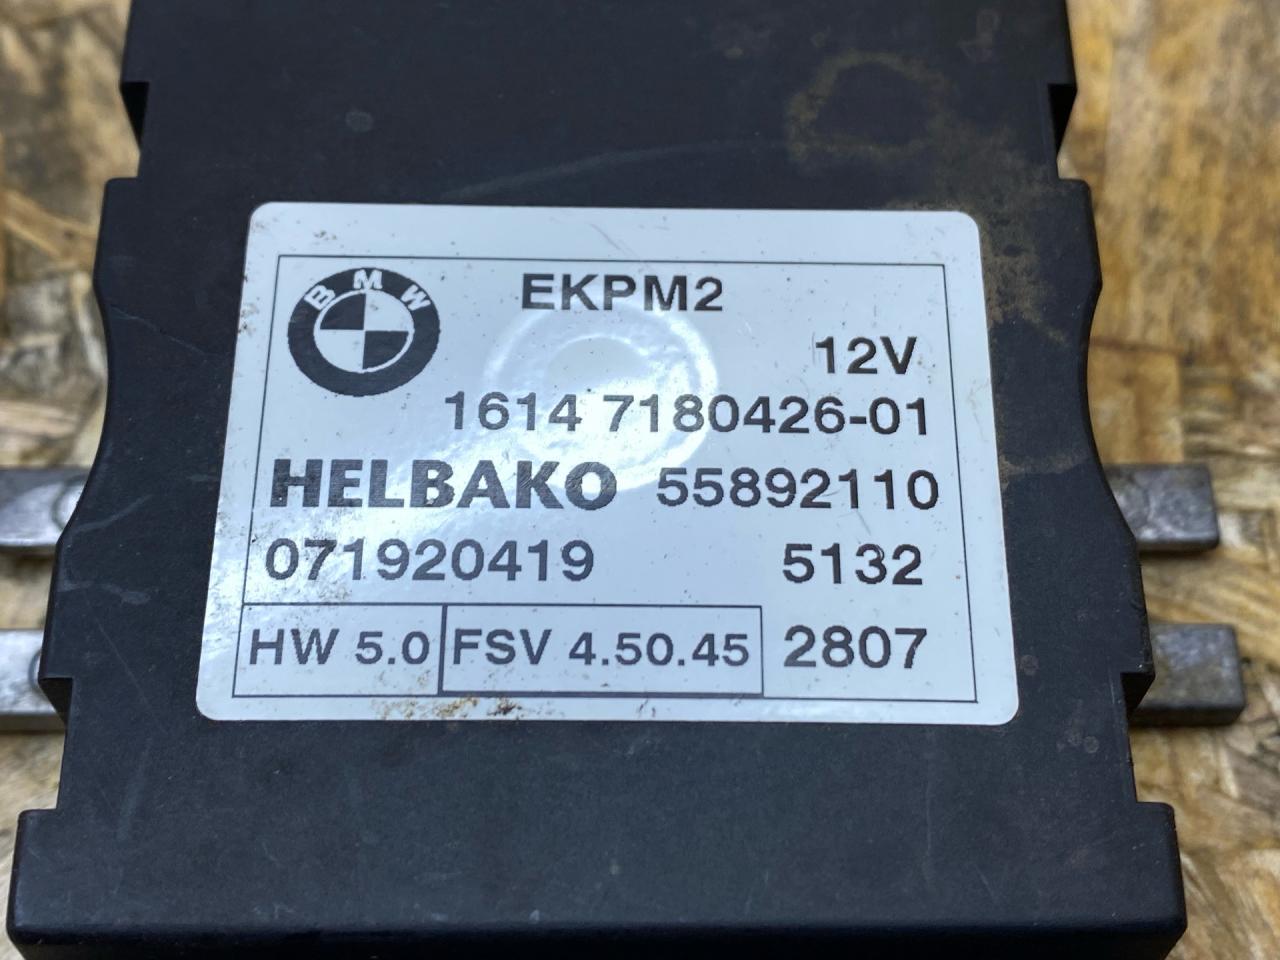 BMW
EKPM2
12V
1614 7180426-01
HELBAKO 55892110
071920419 5132
HW 5.0 FSV 4.50.45 2807